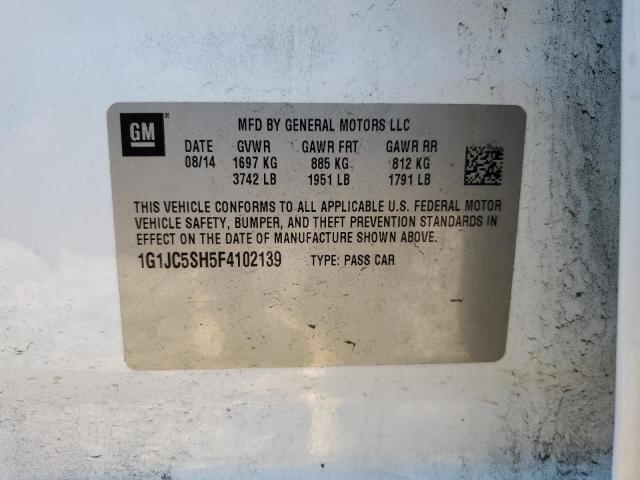 GM®
MFD BY GENERAL MOTORS LLC
DATE GVWR GAWR FRT GAWR RR
08/14 1697 KG 885 KG 812 KG
3742 LB 1951 LB 1791 LB
THIS VEHICLE CONFORMS TO ALL APPLICABLE U.S. FEDERAL MOTOR
VEHICLE SAFETY, BUMPER, AND THEFT PREVENTION STANDARDS IN
EFFECT ON THE DATE OF MANUFACTURE SHOWN ABOVE.
1G1JC5SH5F4102139 TYPE: PASS CAR